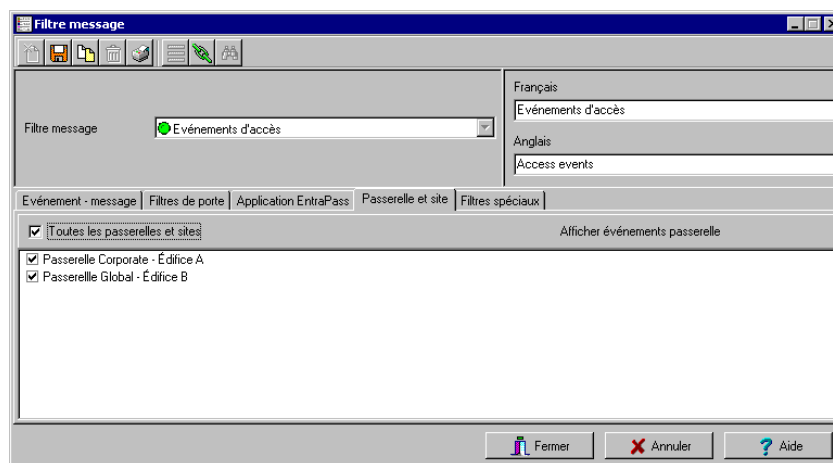 Filtre message
Français
Evénements d'accès
Filtre message
Evénements d'accès
Anglais
Access events
Evénement - message Filtres de porte Application EntraPass Passerelle et site Filtres spéciaux
Toutes les passerelles et sites Afficher événements passerelle
Passerelle Corporate - Édifice A
Passerellle Global - Édifice B
Fermer Annuler ? Aide